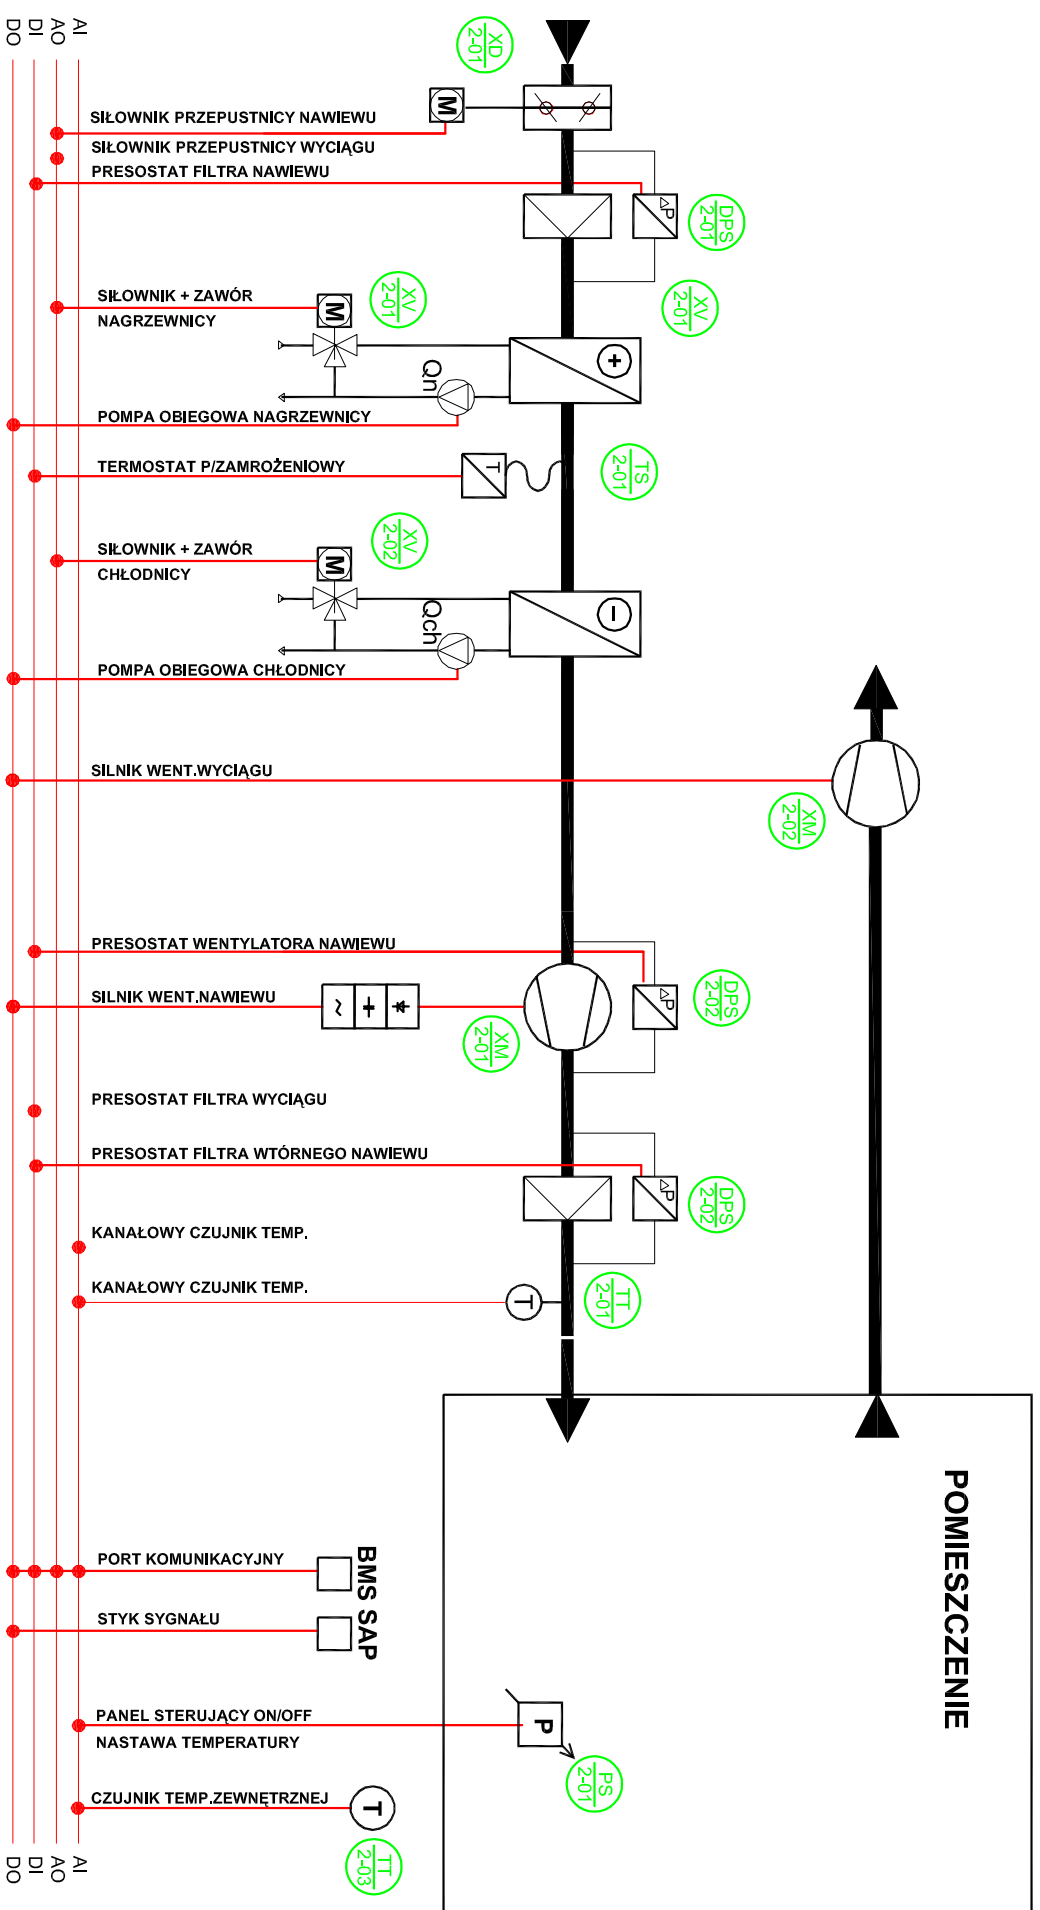 AI
AO
DI
DO
XD
2-01
M
SIŁOWNIK PRZEPUSTNICY NAWIEWU
SIŁOWNIK PRZEPUSTNICY WYCIĄGU
PRESOSTAT FILTRA NAWIEWU
ΔP
DPS
2-01
XV
2-01
XV
2-01
SIŁOWNIK + ZAWÓR
NAGRZEWNICY
M
+
Qn
POMPA OBIEGOWA NAGRZEWNICY
TERMOSTAT P/ZAMROŻENIOWY
T
TS
2-01
XV
2-02
SIŁOWNIK + ZAWÓR
CHŁODNICY
M
−
Qch
POMPA OBIEGOWA CHŁODNICY
SILNIK WENT.WYCIĄGU
XM
2-02
PRESOSTAT WENTYLATORA NAWIEWU
ΔP
DPS
2-02
SILNIK WENT.NAWIEWU
~
XM
2-01
PRESOSTAT FILTRA WYCIĄGU
PRESOSTAT FILTRA WTÓRNEGO NAWIEWU
ΔP
DPS
2-02
KANAŁOWY CZUJNIK TEMP.
KANAŁOWY CZUJNIK TEMP.
T
TT
2-01
POMIESZCZENIE
PORT KOMUNIKACYJNY
BMS SAP
STYK SYGNAŁU
PANEL STERUJĄCY ON/OFF
NASTAWA TEMPERATURY
P
PS
2-01
CZUJNIK TEMP.ZEWNĘTRZNEJ
T
TT
2-03
AI
AO
DI
DO